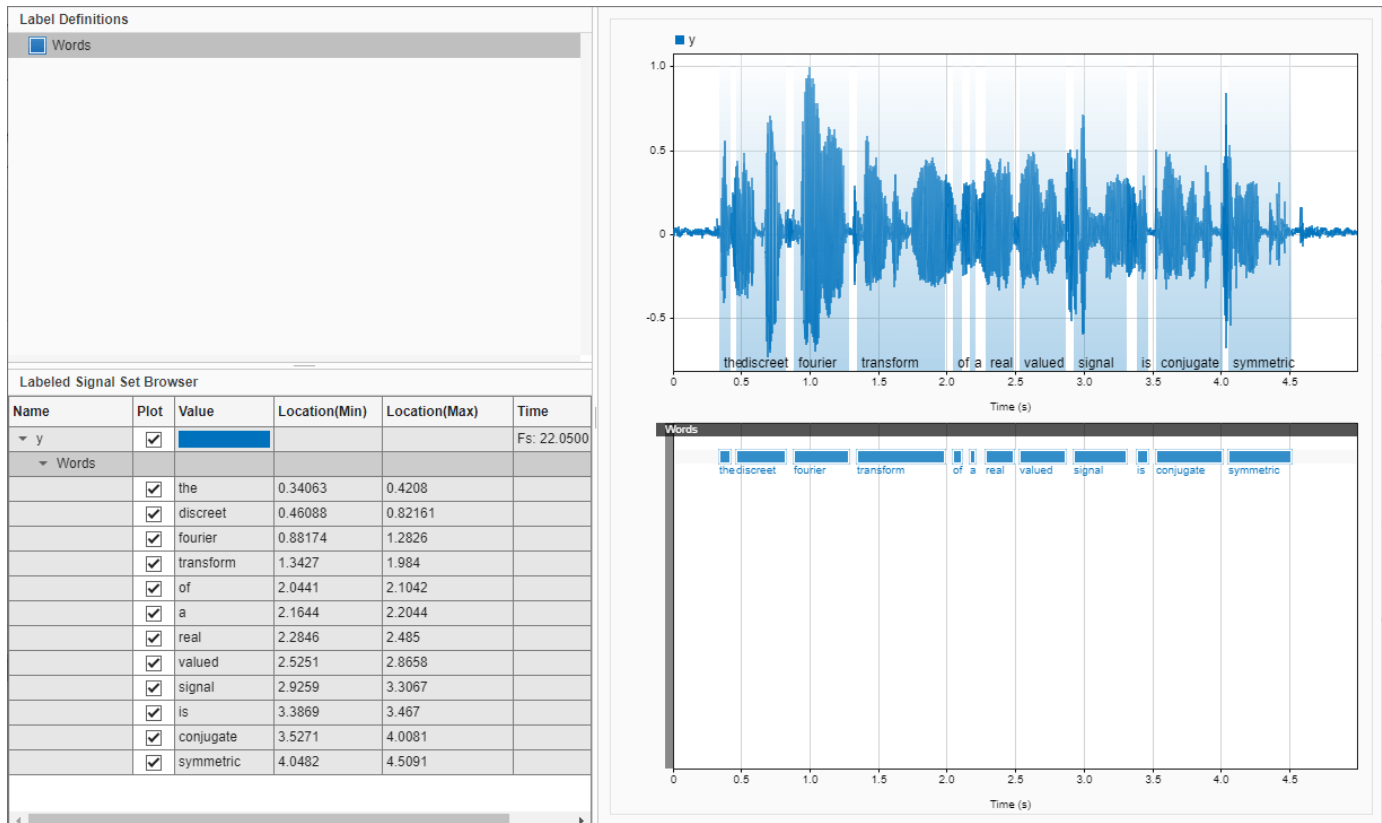 Label Definitions
Words
Labeled Signal Set Browser
Name Plot Value Location(Min) Location(Max) Time
y Fs: 22.0500
Words
the 0.34063 0.4208
discreet 0.46088 0.82161
fourier 0.88174 1.2826
transform 1.3427 1.984
of 2.0441 2.1042
a 2.1644 2.2044
real 2.2846 2.485
valued 2.5251 2.8658
signal 2.9259 3.3067
is 3.3869 3.467
conjugate 3.5271 4.0081
symmetric 4.0482 4.5091
y
1.0
0.5
0
-0.5
the discreet fourier transform of a real valued signal is conjugate symmetric
0 0.5 1.0 1.5 2.0 2.5 3.0 3.5 4.0 4.5
Time (s)
Words
the discreet fourier transform of a real valued signal is conjugate symmetric
0 0.5 1.0 1.5 2.0 2.5 3.0 3.5 4.0 4.5
Time (s)